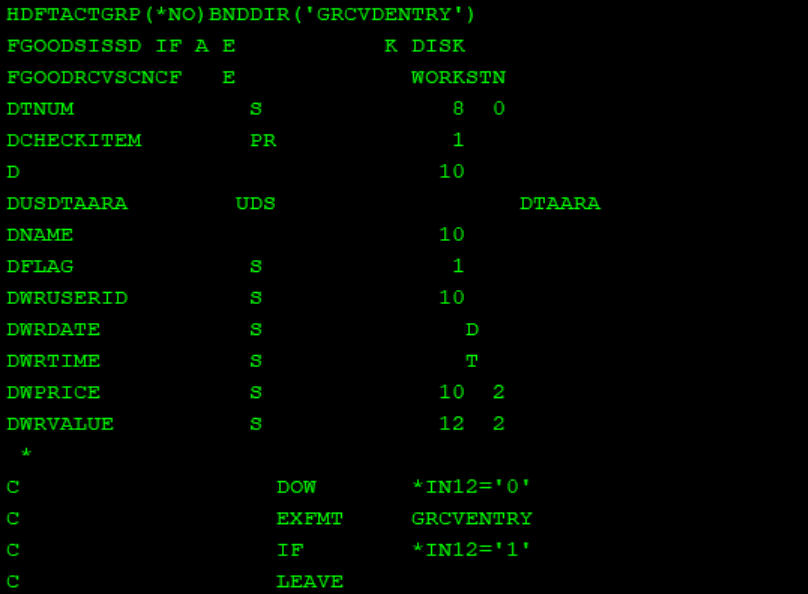 HDFTACTGRP(*NO)BNDDIR('GRCVDENTRY')
FGOODSISSD IF A E           K DISK
FGOODRCVSCNCF   E             WORKSTN
DTNUM             S              8  0
DCHECKITEM        PR             1
D                               10
DUSDTAARA        UDS                  DTAARA
DNAME                           10
DFLAG             S              1
DWRUSERID         S             10
DWRDATE           S               D
DWRTIME           S               T
DWPRICE           S             10  2
DWRVALUE          S             12  2
 *
C                   DOW       *IN12='0'
C                   EXFMT     GRCVENTRY
C                   IF        *IN12='1'
C                   LEAVE